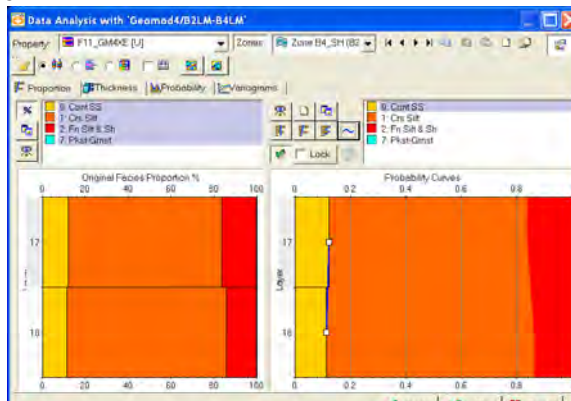 Data Analysis with 'Geomod4/B2LM-B4LM'
Property: F11_GM4XE [U] Zones: Zone B4_SH (B2
Proportion Thickness Probability Variograms
0: Cont SS
1: Crs Silt
2: Fn Silt & Sh
7: Pkst-Grnst
0: Cont SS
1: Crs Silt
2: Fn Silt & Sh
7: Pkst-Grnst
Lock
Original Facies Proportion %
0 20 40 60 80 100
17
18
0 20 40 60 80 100
Probability Curves
0 0.2 0.4 0.6 0.8
Layer
17
18
0 0.2 0.4 0.6 0.8